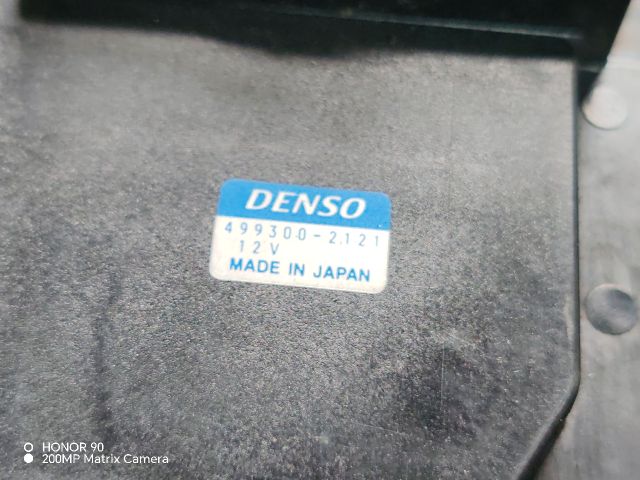 DENSO
499300-2121
12V
MADE IN JAPAN
HONOR 90
200MP Matrix Camera